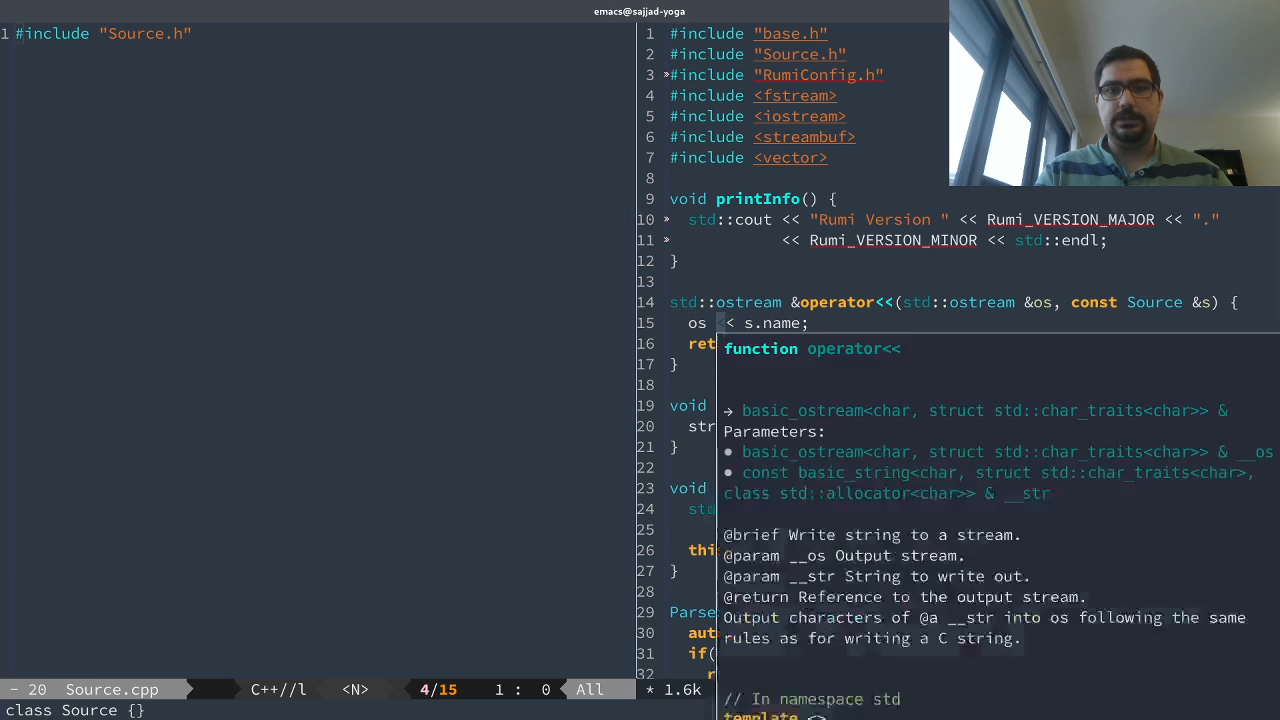 emacs@sajjad-yoga
1 #include "Source.h"
1 #include "base.h"
2 #include "Source.h"
3 »#include "RumiConfig.h"
4 #include <fstream>
5 #include <iostream>
6 #include <streambuf>
7 #include <vector>
8
9 void printInfo() {
10 » std::cout << "Rumi Version " << Rumi_VERSION_MAJOR << "."
11 » << Rumi_VERSION_MINOR << std::endl;
12 }
13
14 std::ostream &operator<<(std::ostream &os, const Source &s) {
15 os << s.name;
16 ret
17 }
18
19 void
20 str
21 }
22
23 void
24 std
25
26 this
27 }
28
29 Parse
30 aut
31 if(
32 r
function operator<<
→ basic_ostream<char, struct std::char_traits<char>> &
Parameters:
● basic_ostream<char, struct std::char_traits<char>> & __os
● const basic_string<char, struct std::char_traits<char>,
class std::allocator<char>> & __str
@brief Write string to a stream.
@param __os Output stream.
@param __str String to write out.
@return Reference to the output stream.
Output characters of @a __str into os following the same
rules as for writing a C string.
// In namespace std
template <>
- 20 Source.cpp C++//l <N> 4/15 1 : 0 All
* 1.6k
class Source {}